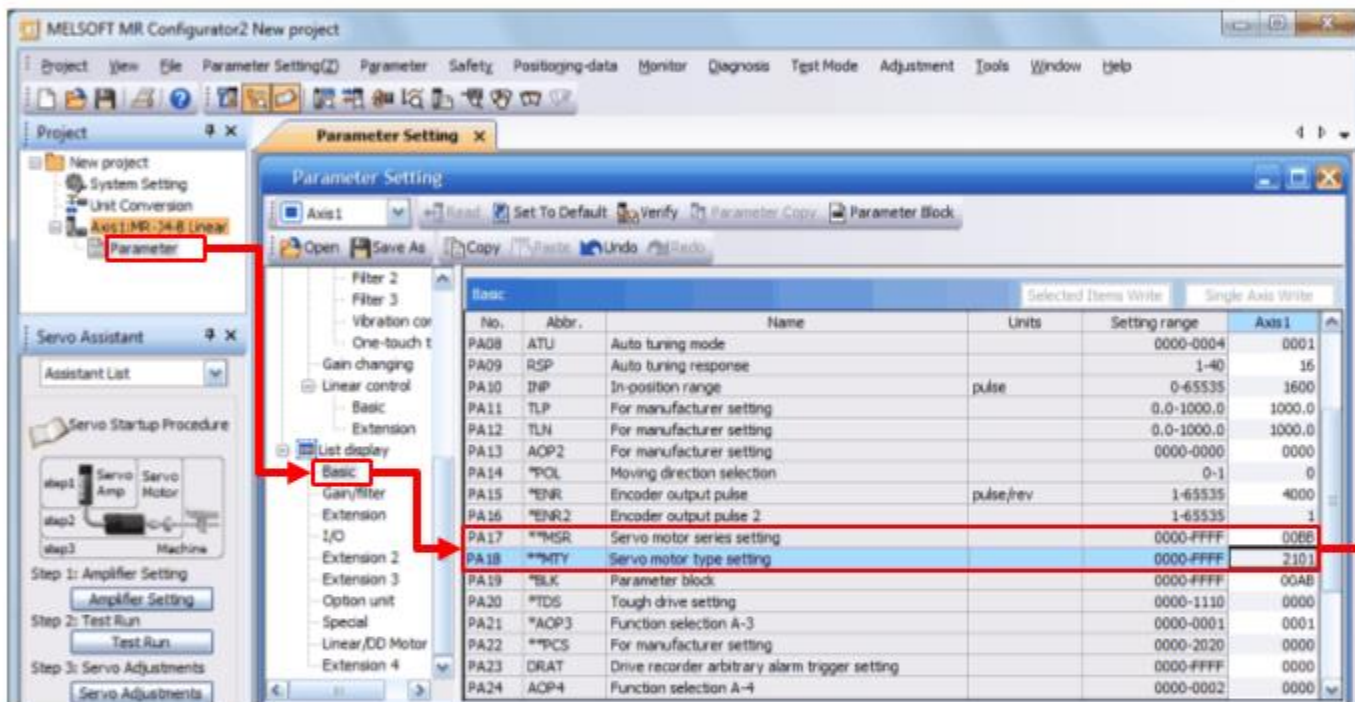 MELSOFT MR Configurator2 New project
Project View File Parameter Setting(Z) Parameter Safety Positioning-data Monitor Diagnosis Test Mode Adjustment Tools Window Help
Project
New project
System Setting
Unit Conversion
Axis1:MR-J4-B Linear
Parameter
Servo Assistant
Assistant List
Servo Startup Procedure
step1
Servo Amp
Servo Motor
step2
step3
Machine
Step 1: Amplifier Setting
Amplifier Setting
Step 2: Test Run
Test Run
Step 3: Servo Adjustments
Servo Adjustments
Parameter Setting
Parameter Setting
Axis1 Read Set To Default Verify Parameter Copy Parameter Block
Open Save As Copy Paste Undo Redo
Filter 2
Filter 3
Vibration cor
One-touch t
Gain changing
Linear control
Basic
Extension
List display
Basic
Gain/filter
Extension
I/O
Extension 2
Extension 3
Option unit
Special
Linear/DD Motor
Extension 4
Basic Selected Items Write Single Axis Write
No. Abbr. Name Units Setting range Axis1
PA08 ATU Auto tuning mode 0000-0004 0001
PA09 RSP Auto tuning response 1-40 16
PA10 INP In-position range pulse 0-65535 1600
PA11 TLP For manufacturer setting 0.0-1000.0 1000.0
PA12 TLN For manufacturer setting 0.0-1000.0 1000.0
PA13 AOP2 For manufacturer setting 0000-0000 0000
PA14 *POL Moving direction selection 0-1 0
PA15 *ENR Encoder output pulse pulse/rev 1-65535 4000
PA16 *ENR2 Encoder output pulse 2 1-65535 1
PA17 **MSR Servo motor series setting 0000-FFFF 00BB
PA18 **MTY Servo motor type setting 0000-FFFF 2101
PA19 *BLK Parameter block 0000-FFFF 00AB
PA20 *TDS Tough drive setting 0000-1110 0000
PA21 *AOP3 Function selection A-3 0000-0001 0001
PA22 **PCS For manufacturer setting 0000-2020 0000
PA23 DRAT Drive recorder arbitrary alarm trigger setting 0000-FFFF 0000
PA24 AOP4 Function selection A-4 0000-0002 0000